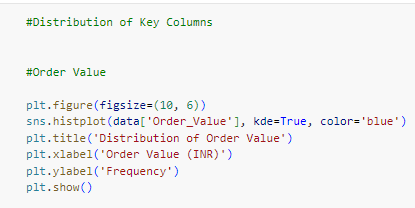 #Distribution of Key Columns
#Order Value
plt.figure(figsize=(10, 6))
sns.histplot(data['Order_Value'], kde=True, color='blue')
plt.title('Distribution of Order Value')
plt.xlabel('Order Value (INR)')
plt.ylabel('Frequency')
plt.show()